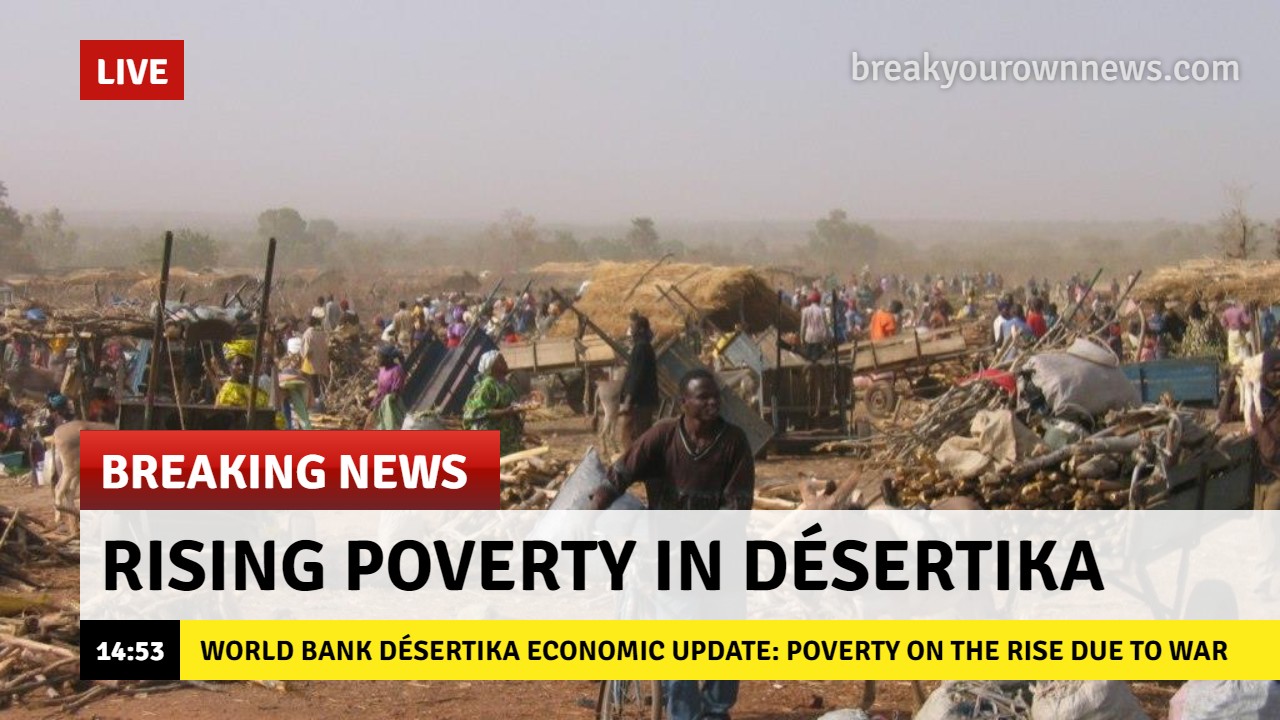 LIVE
breakyourownnews.com
BREAKING NEWS
RISING POVERTY IN DÉSERTIKA
14:53 WORLD BANK DÉSERTIKA ECONOMIC UPDATE: POVERTY ON THE RISE DUE TO WAR